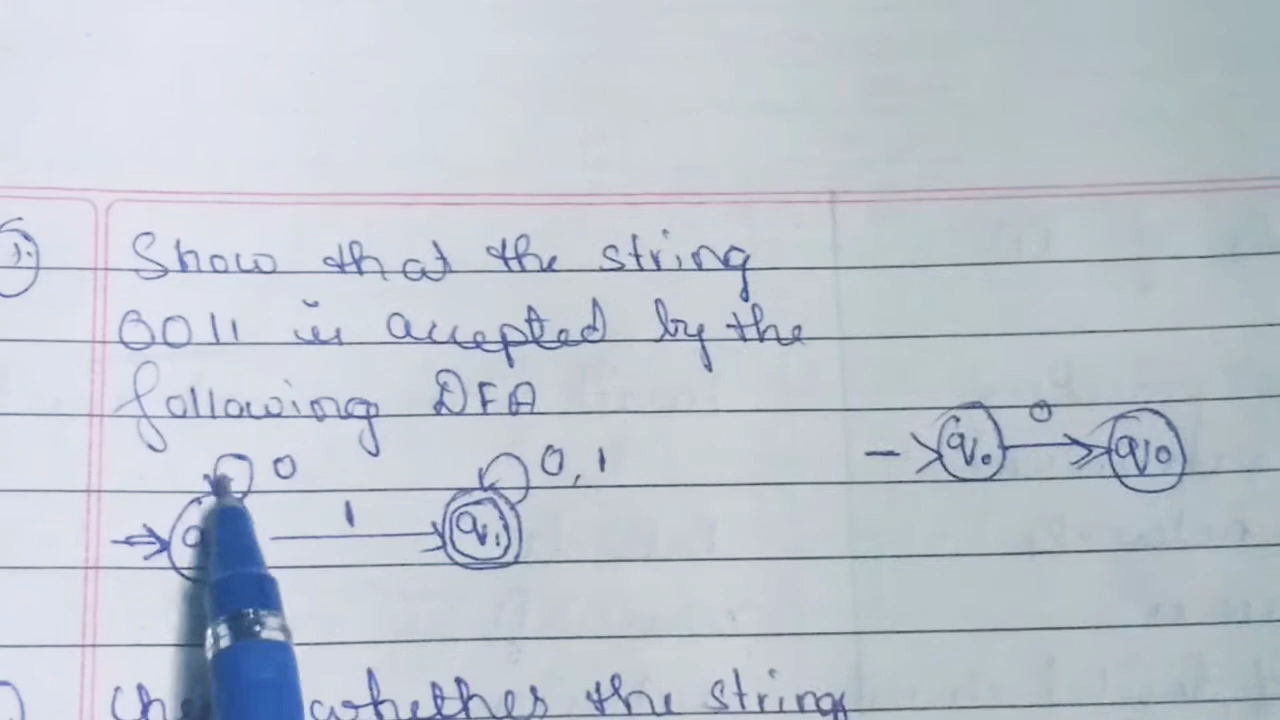 1.
Show that the string
0011 is accepted by the
following DFA
0 0,1
1 q1
q0 0 q0
whether the string